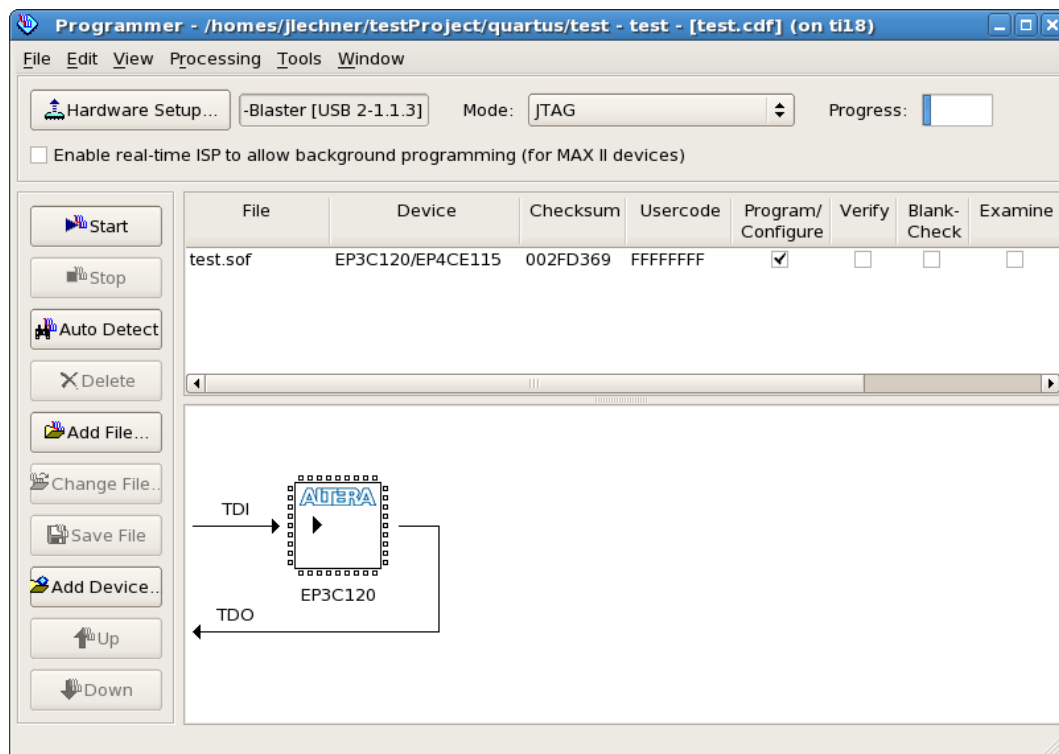 Programmer - /homes/jlechner/testProject/quartus/test - test - [test.cdf] (on ti18)
File Edit View Processing Tools Window
Hardware Setup... -Blaster [USB 2-1.1.3] Mode: JTAG Progress:
Enable real-time ISP to allow background programming (for MAX II devices)
File Device Checksum Usercode Program/Configure Verify Blank-Check Examine
test.sof EP3C120/EP4CE115 002FD369 FFFFFFFF
Start
Stop
Auto Detect
Delete
Add File...
Change File..
Save File
Add Device..
Up
Down
ALTERA
TDI
EP3C120
TDO